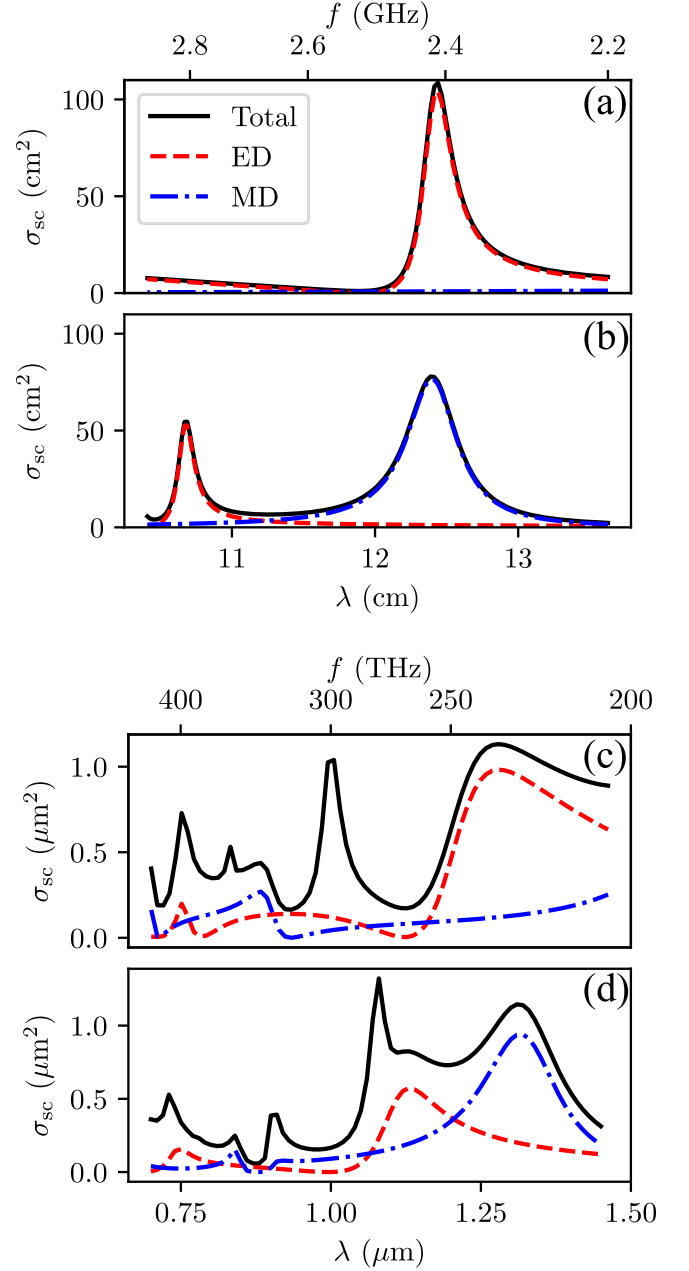 f (GHz)
2.8 2.6 2.4 2.2
(a)
100
50
0
σsc (cm²)
Total
ED
MD
(b)
100
50
0
σsc (cm²)
11 12 13
λ (cm)
f (THz)
400 300 250 200
(c)
1.0
0.5
0.0
σsc (μm²)
(d)
1.0
0.5
0.0
σsc (μm²)
0.75 1.00 1.25 1.50
λ (μm)